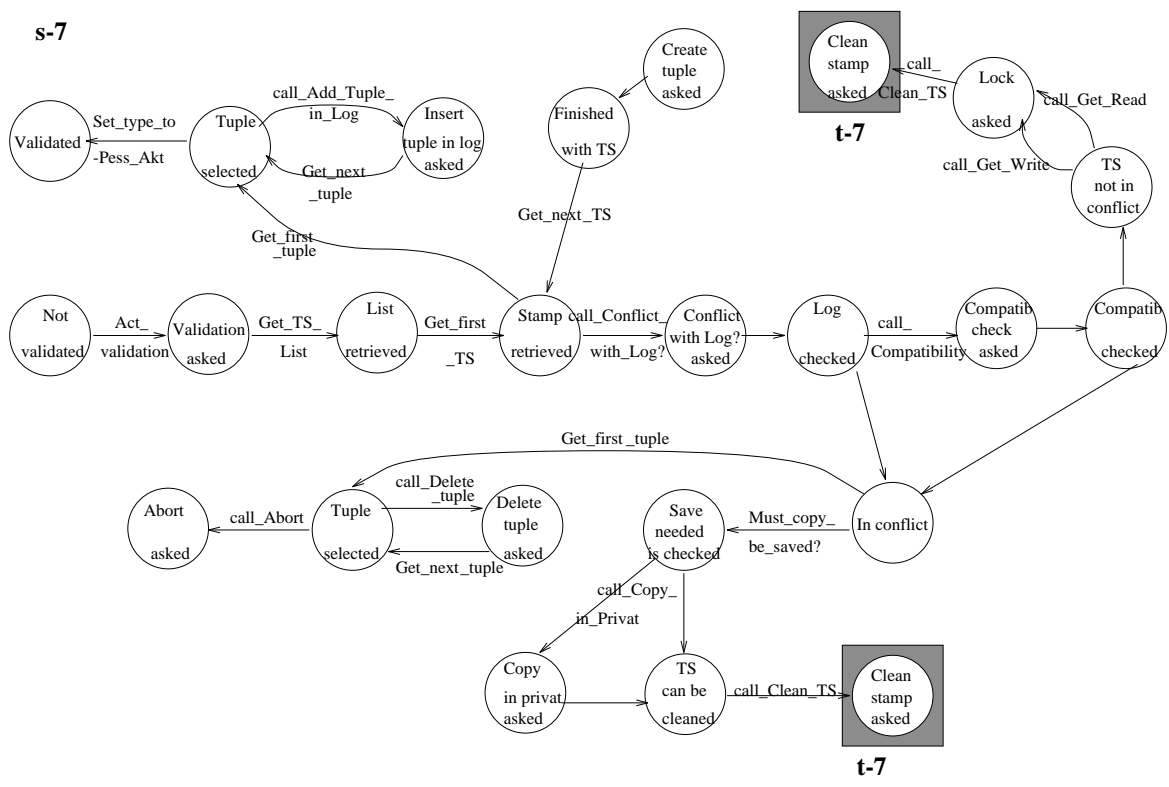 s-7
Create
tuple
asked
Clean
stamp
asked
t-7
call_
Clean_TS
Lock
asked
call_Get_Read
call_Get_Write
TS
not in
conflict
Validated
Set_type_to
-Pess_Akt
Tuple
selected
call_Add_Tuple_
in_Log
Insert
tuple in log
asked
Get_next
_tuple
Finished
with TS
Get_next_TS
Get_first
_tuple
Not
validated
Act_
validation
Validation
asked
Get_TS_
List
List
retrieved
Get_first
_TS
Stamp
retrieved
call_Conflict_
with_Log?
Conflict
with Log?
asked
Log
checked
call_
Compatibility
Compatib
check
asked
Compatib
checked
Get_first_tuple
Abort
asked
call_Abort
Tuple
selected
call_Delete
_tuple
Delete
tuple
asked
Get_next_tuple
Save
needed
is checked
Must_copy_
be_saved?
In conflict
call_Copy_
in_Privat
Copy
in privat
asked
TS
can be
cleaned
call_Clean_TS
Clean
stamp
asked
t-7